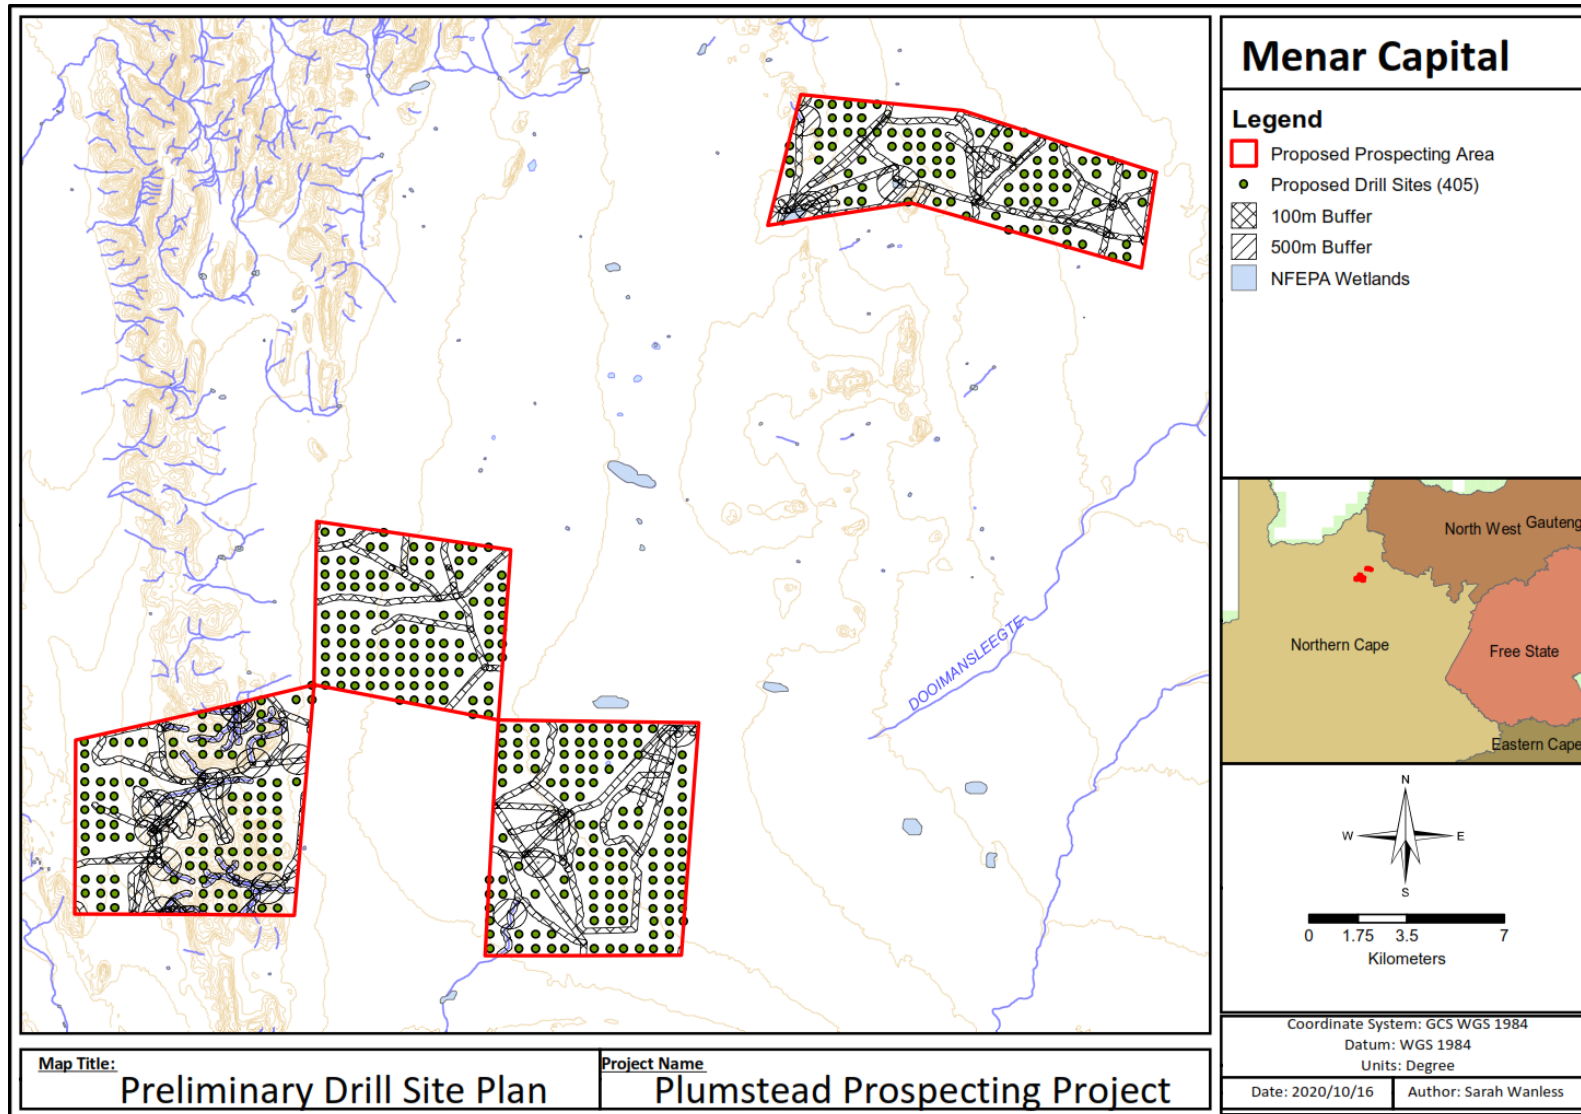 Menar Capital
Legend
Proposed Prospecting Area
Proposed Drill Sites (405)
100m Buffer
500m Buffer
NFEPA Wetlands
DOOIMANSLEEGTE
North West
Gauteng
Northern Cape
Free State
Eastern Cape
N
W
E
S
0 1.75 3.5 7
Kilometers
Coordinate System: GCS WGS 1984
Datum: WGS 1984
Units: Degree
Date: 2020/10/16
Author: Sarah Wanless
Map Title:
Preliminary Drill Site Plan
Project Name
Plumstead Prospecting Project